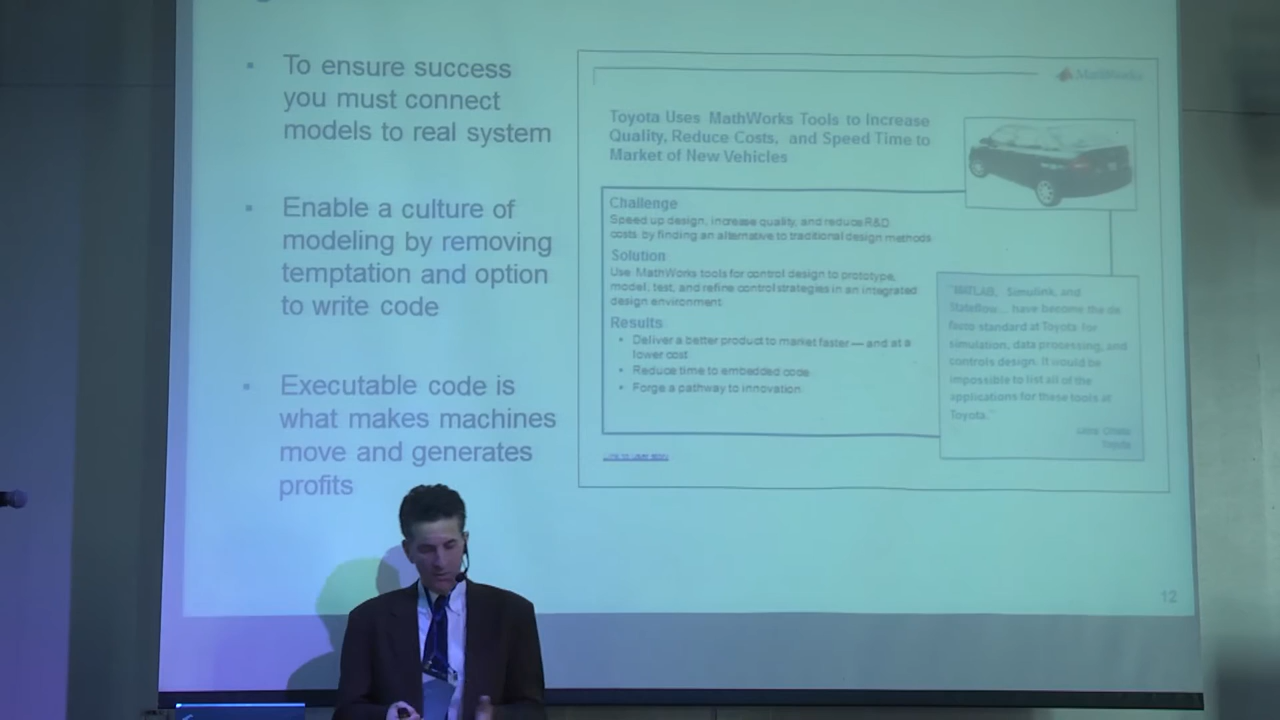 To ensure success
you must connect
models to real system
Enable a culture of
modeling by removing
temptation and option
to write code
Executable code is
what makes machines
move and generates
profits
MathWorks
Toyota Uses MathWorks Tools to Increase
Quality, Reduce Costs, and Speed Time to
Market of New Vehicles
Challenge
Speed up design, increase quality, and reduce R&D
costs by finding an alternative to traditional design methods
Solution
Use MathWorks tools for control design to prototype,
model, test, and refine control strategies in an integrated
design environment
Results
Deliver a better product to market faster — and at a
lower cost
Reduce time to embedded code
Forge a pathway to innovation
"MATLAB, Simulink, and
Stateflow... have become the de
facto standard at Toyota for
simulation, data processing, and
controls design. It would be
impossible to list all of the
applications for these tools at
Toyota."
Toyota
Link to user story
12